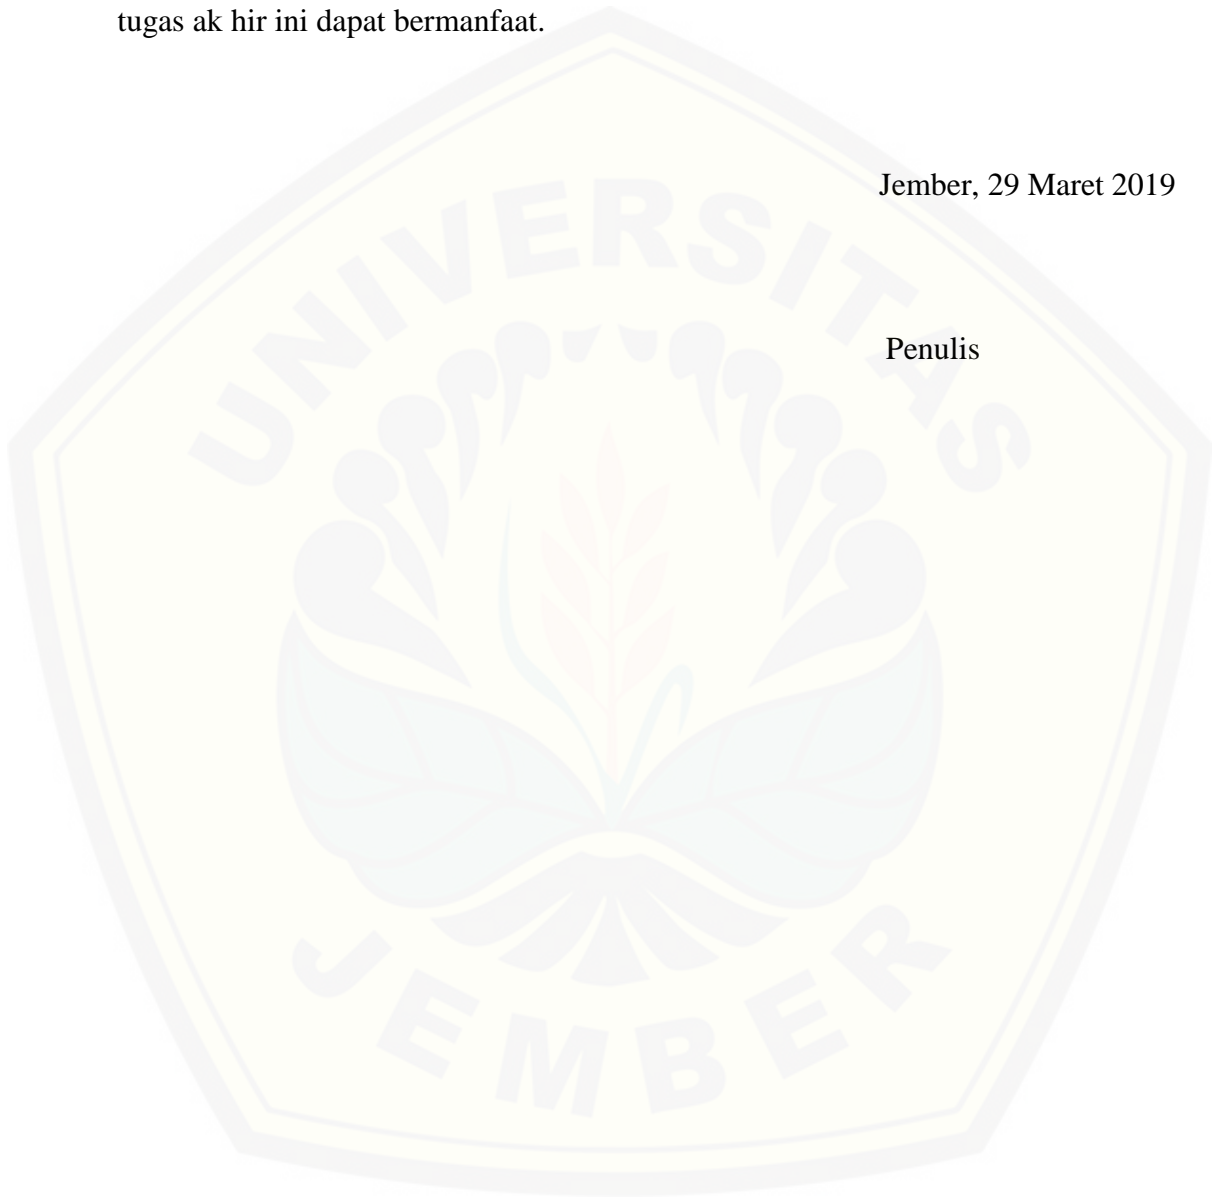 tugas ak hir ini dapat bermanfaat.
Jember, 29 Maret 2019
Penulis
UNIVERSITAS
JEMBER